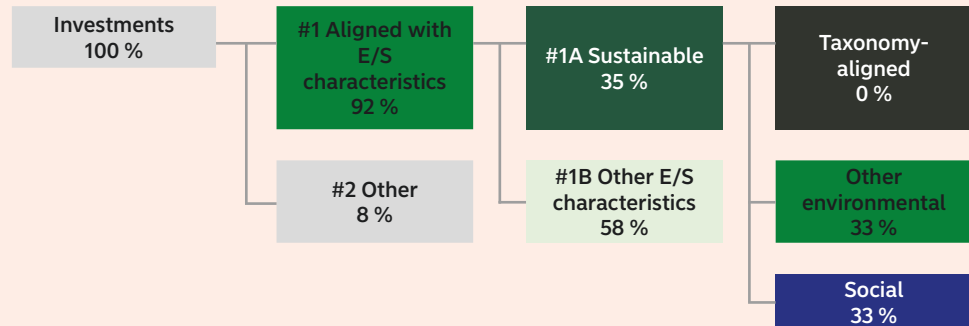 Investments
100 %
#1 Aligned with
E/S
characteristics
92 %
#2 Other
8 %
#1A Sustainable
35 %
#1B Other E/S
characteristics
58 %
Taxonomy-
aligned
0 %
Other
environmental
33 %
Social
33 %